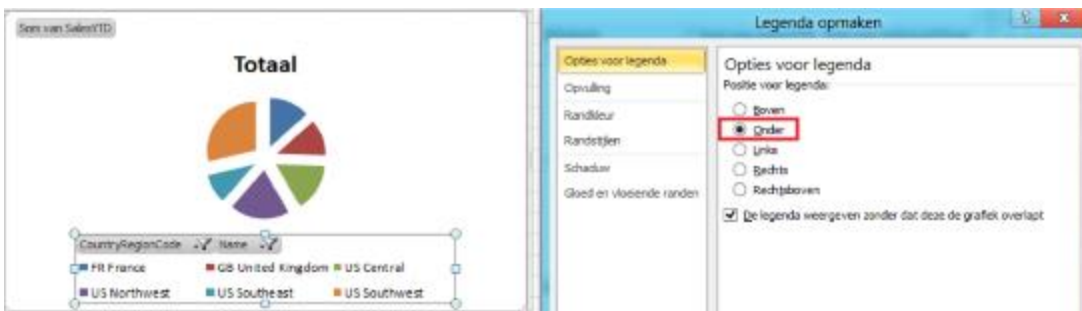 Som van SalesYTD
Totaal
CountryRegionCode Name
FR France GB United Kingdom US Central
US Northwest US Southeast US Southwest
Legenda opmaken
Opties voor legenda
Opvulling
Randkleur
Randstijlen
Schaduw
Gloed en vloeiende randen
Opties voor legenda
Positie voor legenda:
Boven
Onder
Links
Rechts
Rechtsboven
De legenda weergeven zonder dat deze de grafiek overlapt